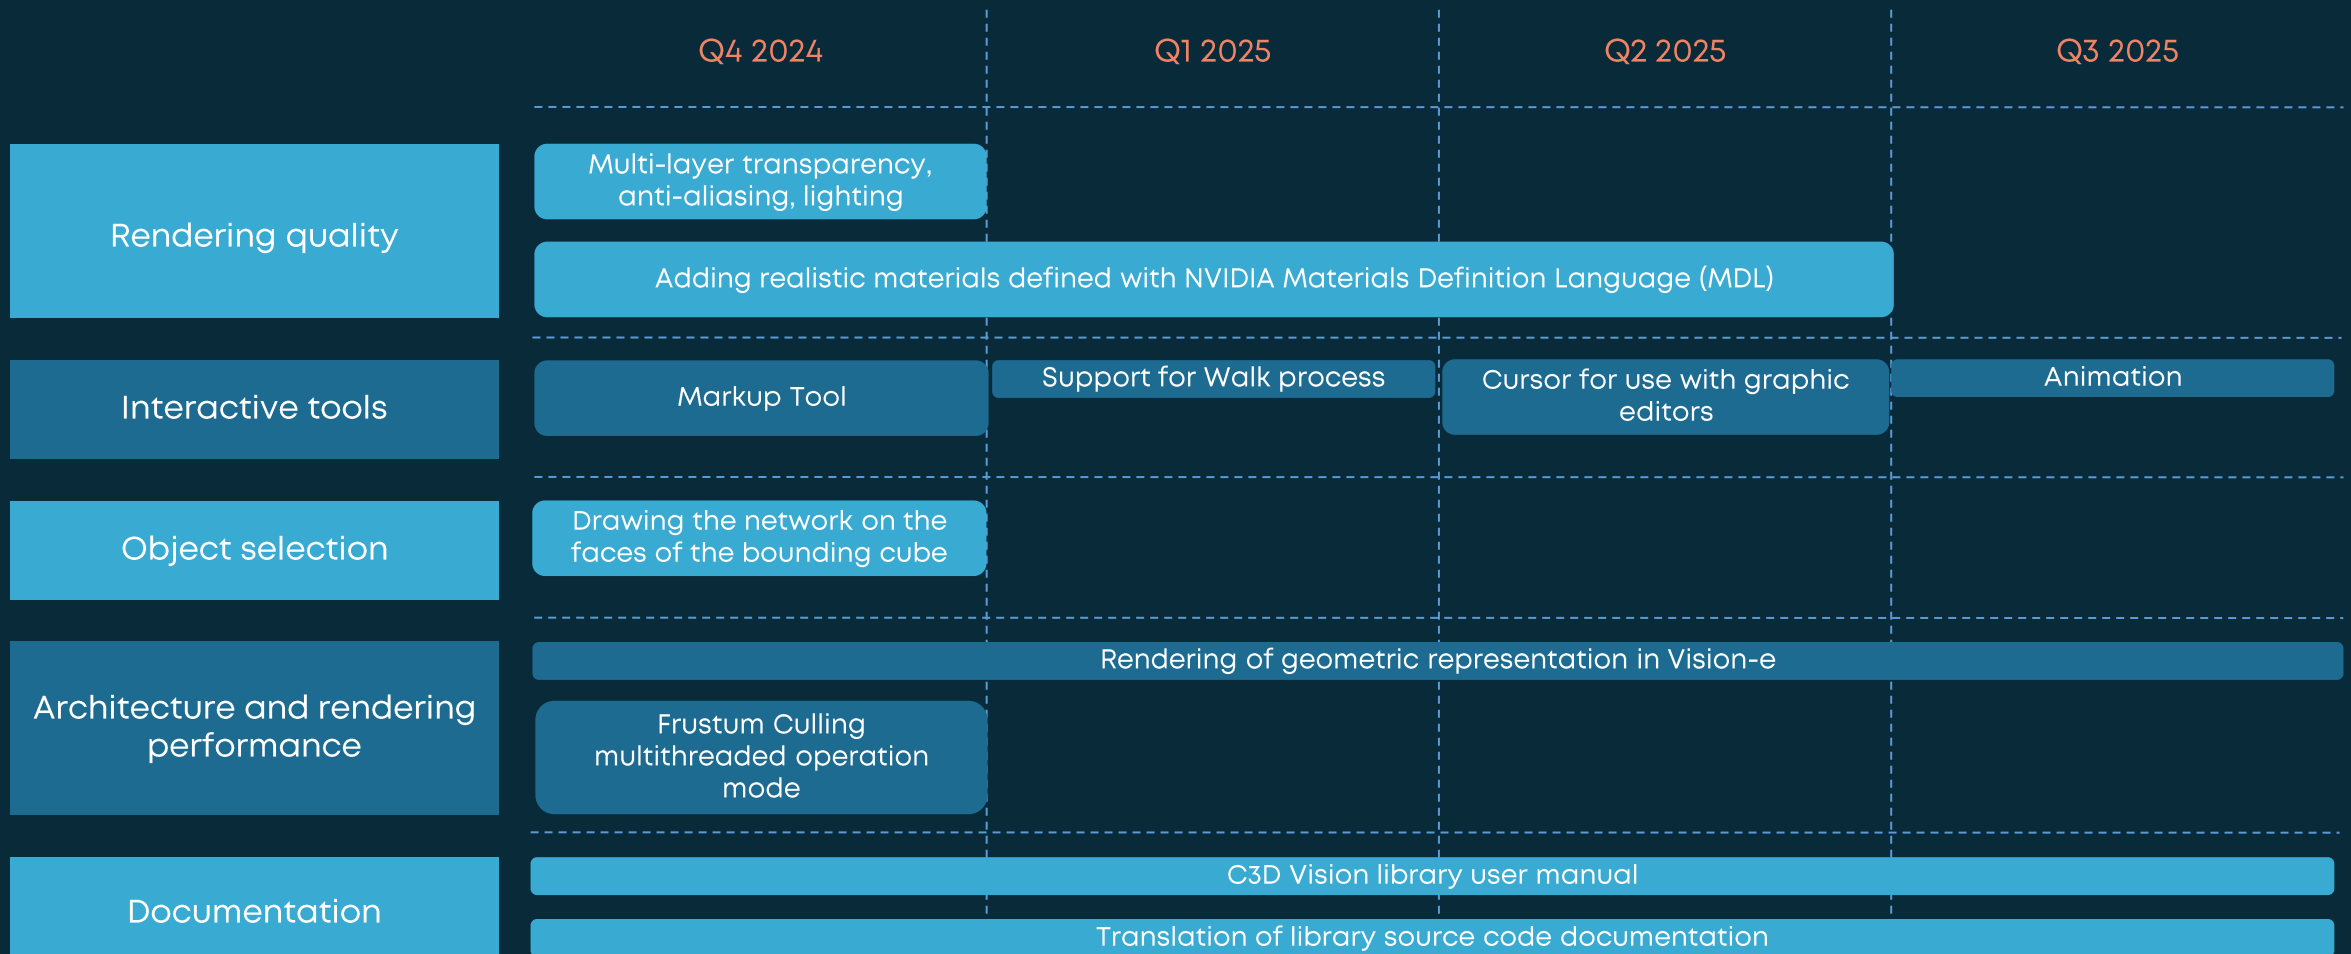 Q4 2024
Q1 2025
Q2 2025
Q3 2025
Rendering quality
Multi-layer transparency,
anti-aliasing, lighting
Adding realistic materials defined with NVIDIA Materials Definition Language (MDL)
Interactive tools
Markup Tool
Support for Walk process
Cursor for use with graphic
editors
Animation
Object selection
Drawing the network on the
faces of the bounding cube
Architecture and rendering
performance
Rendering of geometric representation in Vision-e
Frustum Culling
multithreaded operation
mode
Documentation
C3D Vision library user manual
Translation of library source code documentation